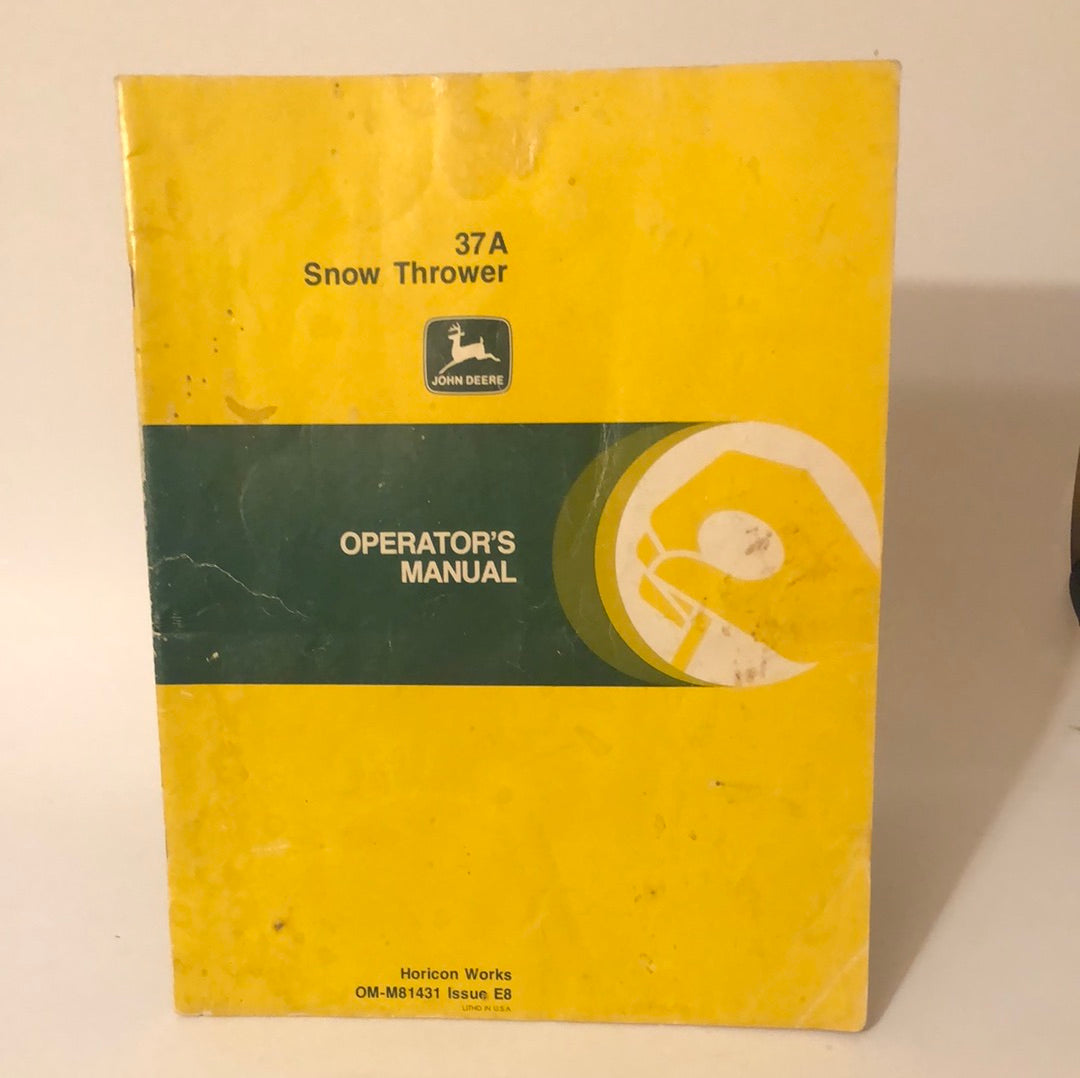 37A
Snow Thrower
JOHN DEERE
OPERATOR'S
MANUAL
Horicon Works
OM-M81431 Issue E8
LITHO IN U.S.A.